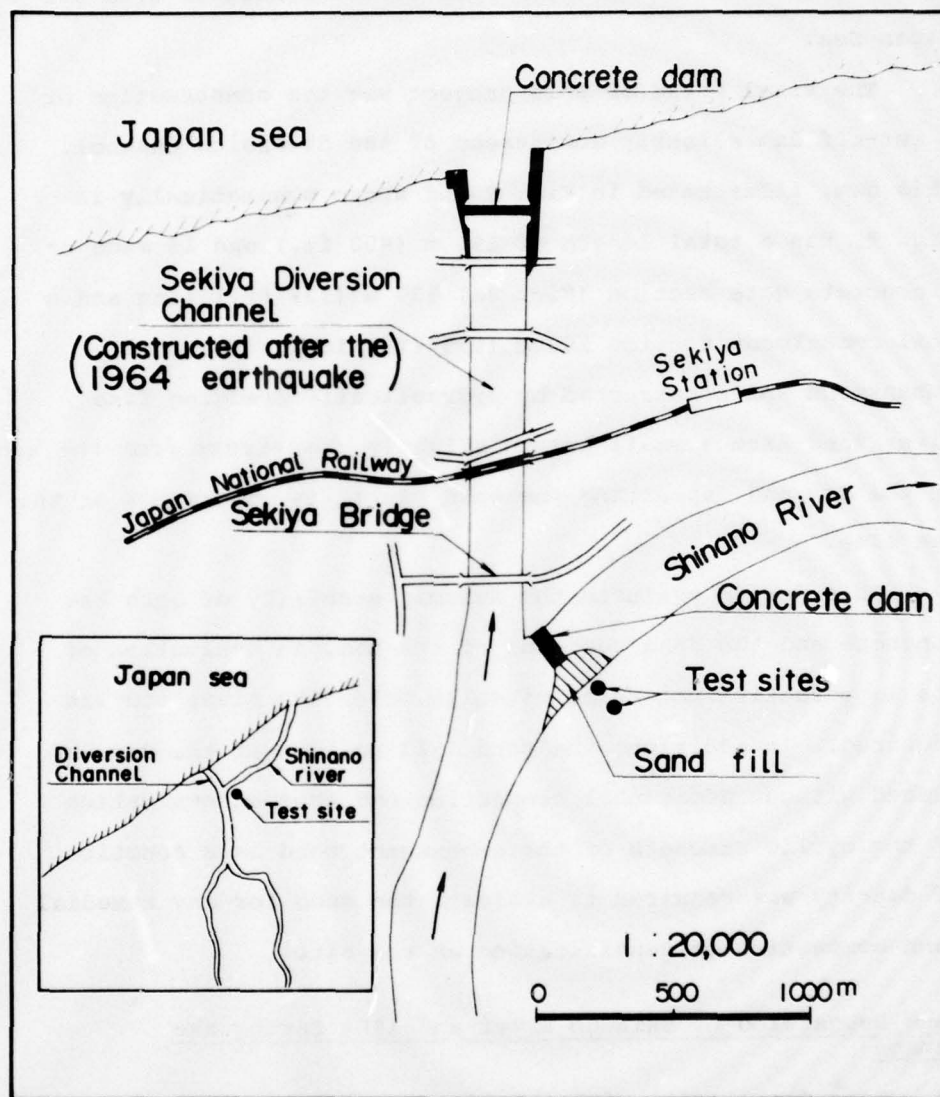 Concrete dam
Japan sea
Sekiya Diversion
Channel
(Constructed after the
1964 earthquake)
Sekiya
Station
Japan National Railway
Sekiya Bridge
Shinano River
Concrete dam
Test sites
Sand fill
Japan sea
Diversion
Channel
Shinano
river
Test site
1 : 20,000
0 500 1000m